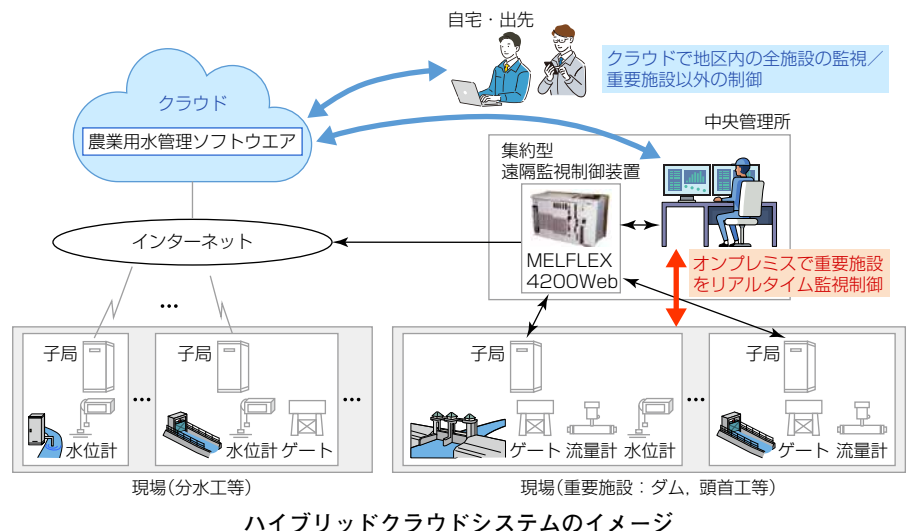 自宅・出先
クラウドで地区内の全施設の監視／
重要施設以外の制御
クラウド
農業用水管理ソフトウエア
中央管理所
集約型
遠隔監視制御装置
MELFLEX
4200Web
インターネット
オンプレミスで重要施設
をリアルタイム監視制御
…
子局
子局
子局
子局
…
…
…
水位計
水位計 ゲート
ゲート 流量計 水位計
ゲート 流量計
現場(分水工等)
現場(重要施設：ダム, 頭首工等)
ハイブリッドクラウドシステムのイメージ